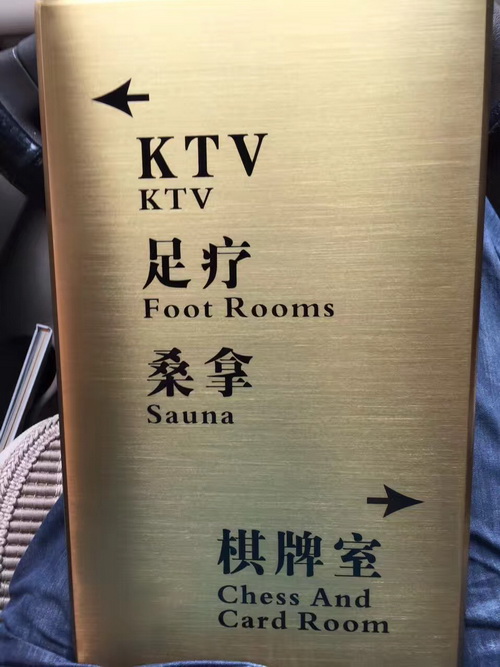 KTV
KTV
足疗
Foot Rooms
桑拿
Sauna
棋牌室
Chess And
Card Room